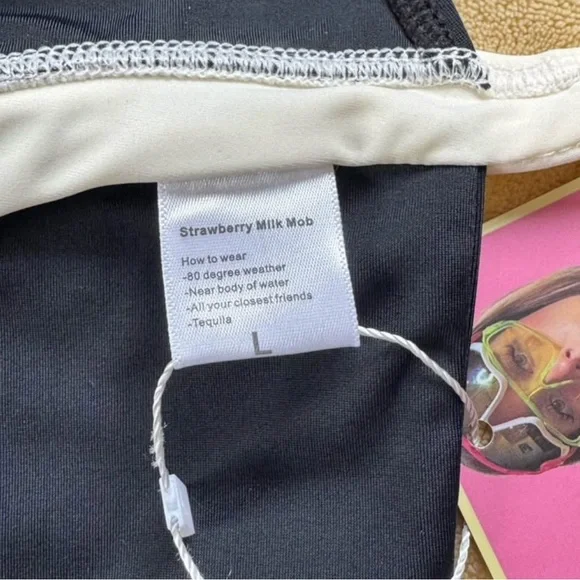 Strawberry Milk Mob
How to wear
-80 degree weather
-Near body of water
-All your closest friends
-Tequila
L